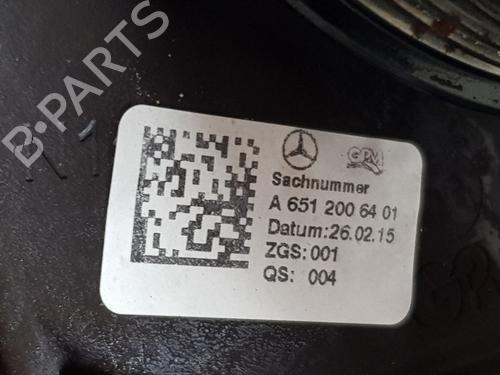 GPM
Sachnummer
A 651 200 64 01
Datum:26.02.15
ZGS: 001
QS: 004
B-PARTS